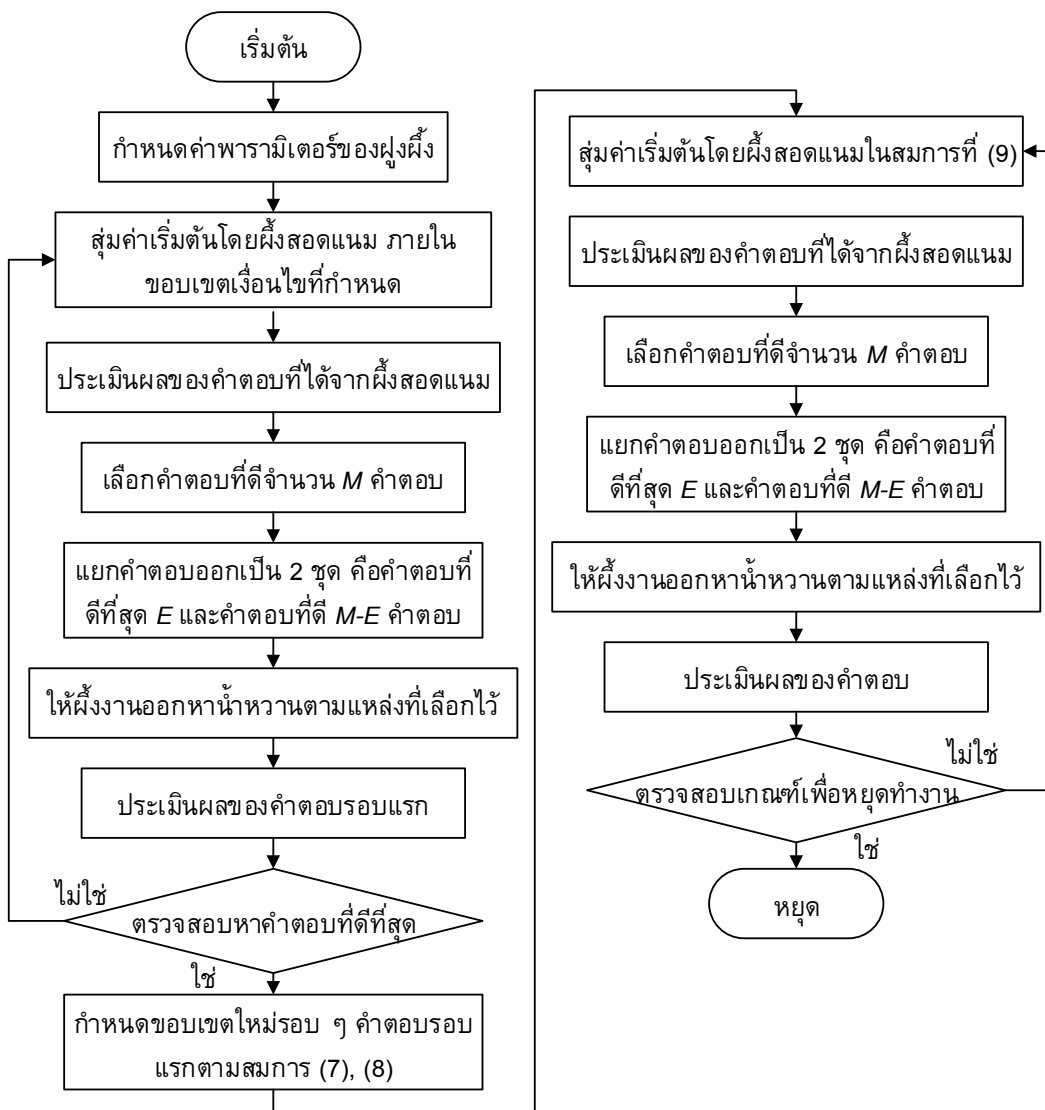 เริ่มต้น
กำหนดค่าพารามิเตอร์ของฝูงผึ้ง
สุ่มค่าเริ่มต้นโดยผึ้งสอดแนม ภายใน
ขอบเขตเงื่อนไขที่กำหนด
ประเมินผลของคำตอบที่ได้จากผึ้งสอดแนม
เลือกคำตอบที่ดีจำนวน M คำตอบ
แยกคำตอบออกเป็น 2 ชุด คือคำตอบที่
ดีที่สุด E และคำตอบที่ดี M-E คำตอบ
ให้ผึ้งงานออกหาน้ำหวานตามแหล่งที่เลือกไว้
ประเมินผลของคำตอบรอบแรก
ไม่ใช่
ตรวจสอบหาคำตอบที่ดีที่สุด
ใช่
กำหนดขอบเขตใหม่รอบ ๆ คำตอบรอบ
แรกตามสมการ (7), (8)
สุ่มค่าเริ่มต้นโดยผึ้งสอดแนมในสมการที่ (9)
ประเมินผลของคำตอบที่ได้จากผึ้งสอดแนม
เลือกคำตอบที่ดีจำนวน M คำตอบ
แยกคำตอบออกเป็น 2 ชุด คือคำตอบที่
ดีที่สุด E และคำตอบที่ดี M-E คำตอบ
ให้ผึ้งงานออกหาน้ำหวานตามแหล่งที่เลือกไว้
ประเมินผลของคำตอบ
ไม่ใช่
ตรวจสอบเกณฑ์เพื่อหยุดทำงาน
ใช่
หยุด